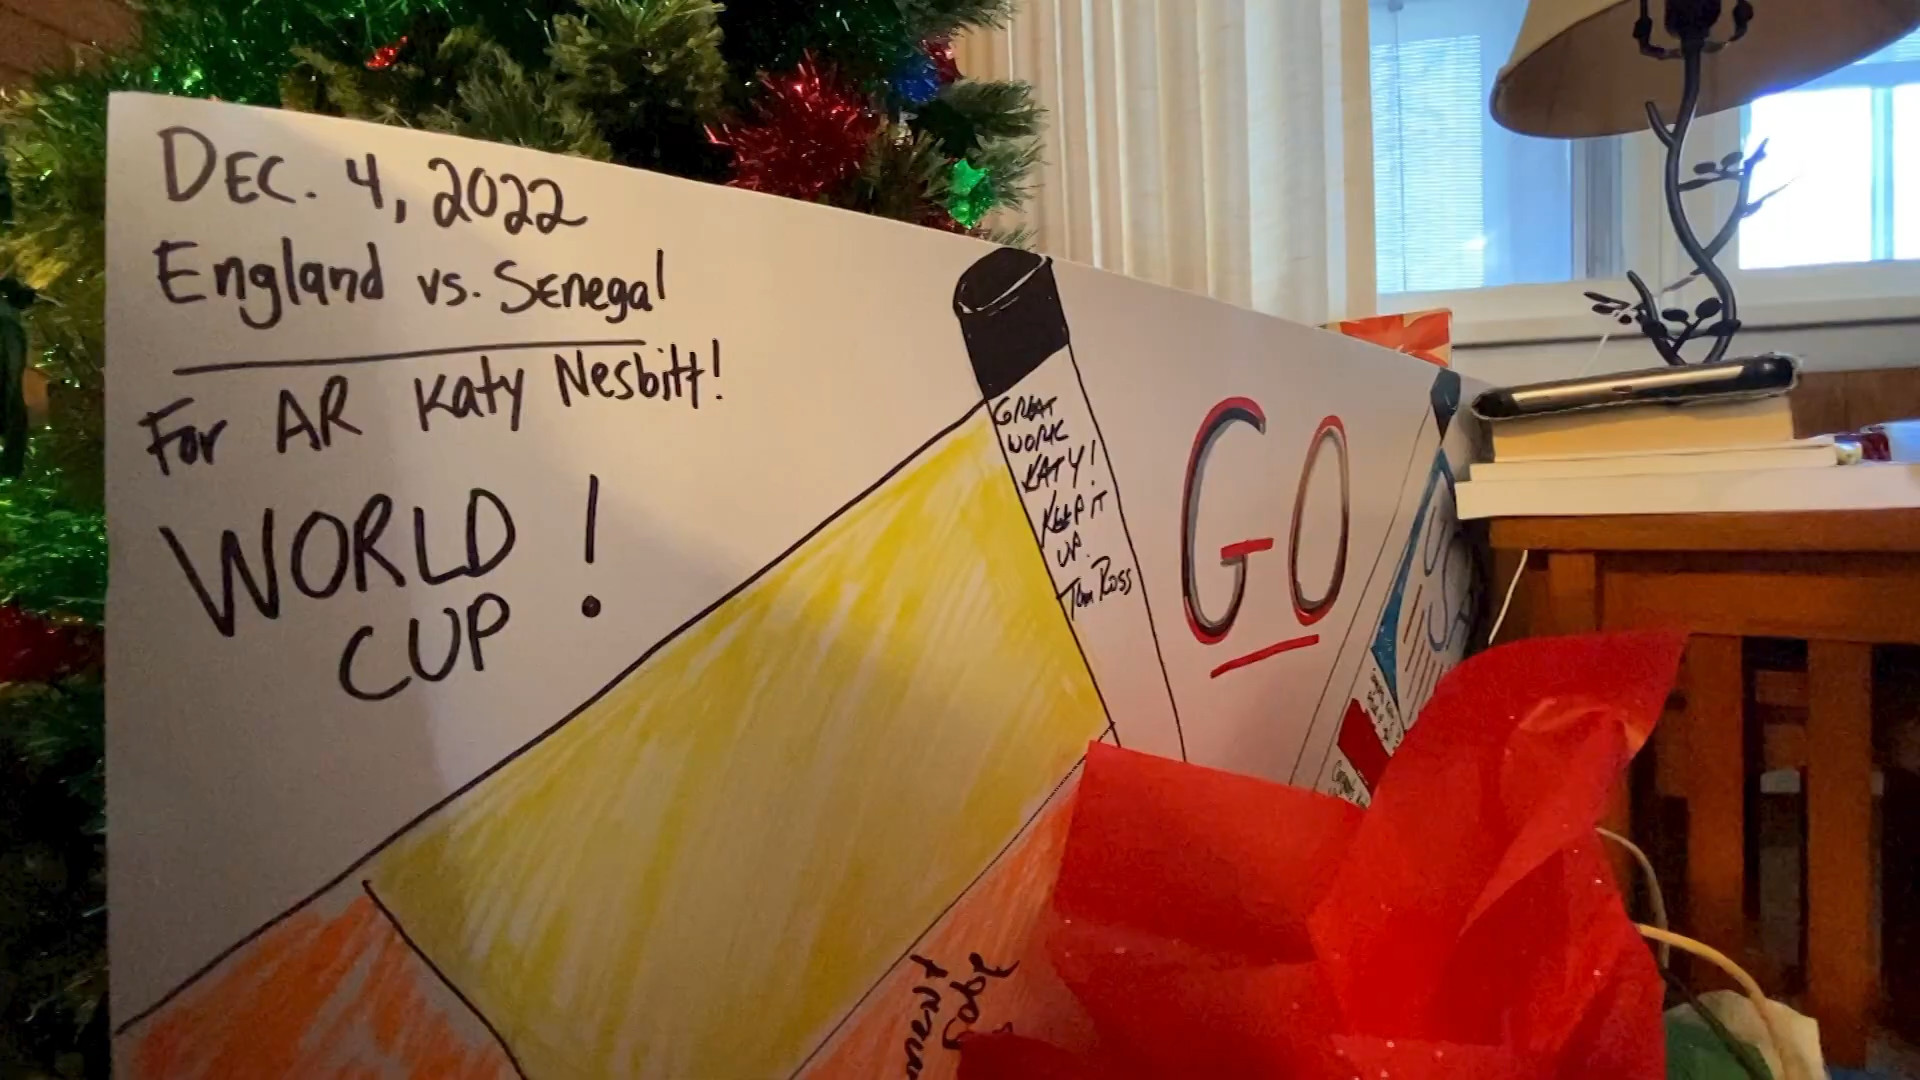 DEC. 4, 2022
England vs. Senegal
For AR Katy Nesbitt!
WORLD
CUP !
GREAT
WORK
KATY!
KEEP IT
UP.
Tom Ross
GO